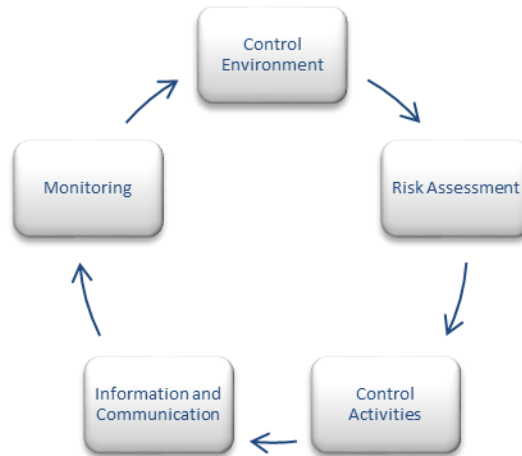 Control
Environment
Risk Assessment
Control
Activities
Information and
Communication
Monitoring